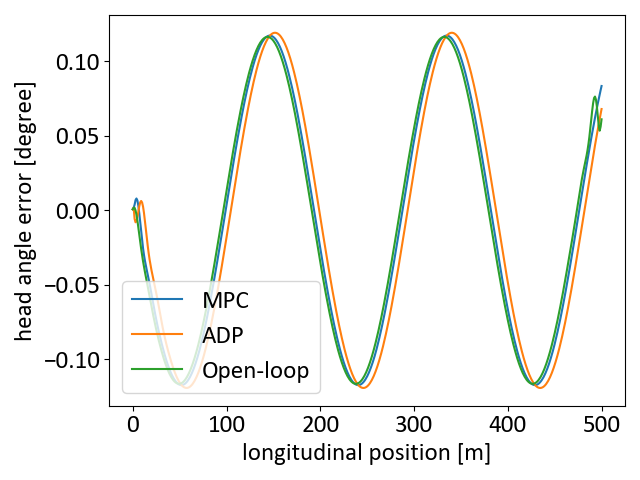 head angle error [degree]
0.10
0.05
0.00
−0.05
−0.10
MPC
ADP
Open-loop
0 100 200 300 400 500
longitudinal position [m]